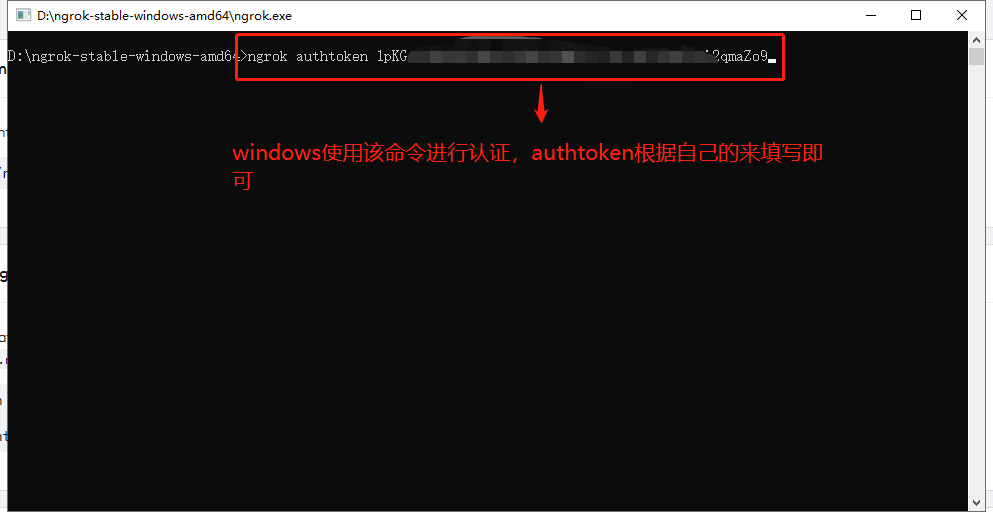 D:\ngrok-stable-windows-amd64\ngrok.exe
D:\ngrok-stable-windows-amd64>ngrok authtoken lpKG 2qmaZo9
windows使用该命令进行认证，authtoken根据自己的来填写即
可